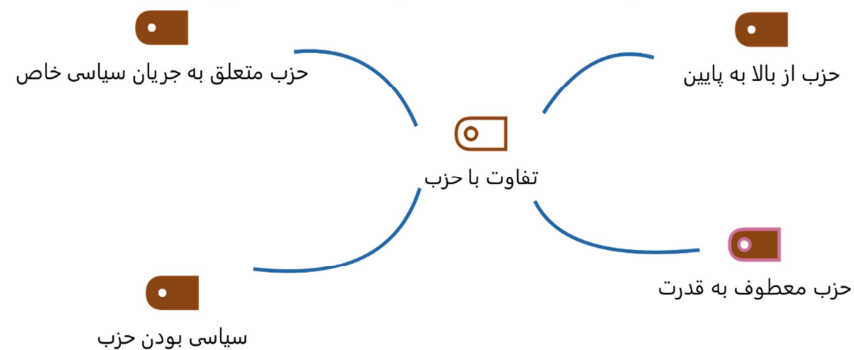 حزب از بالا به پایین
حزب متعلق به جریان سیاسی خاص
تفاوت با حزب
حزب معطوف به قدرت
سیاسی بودن حزب